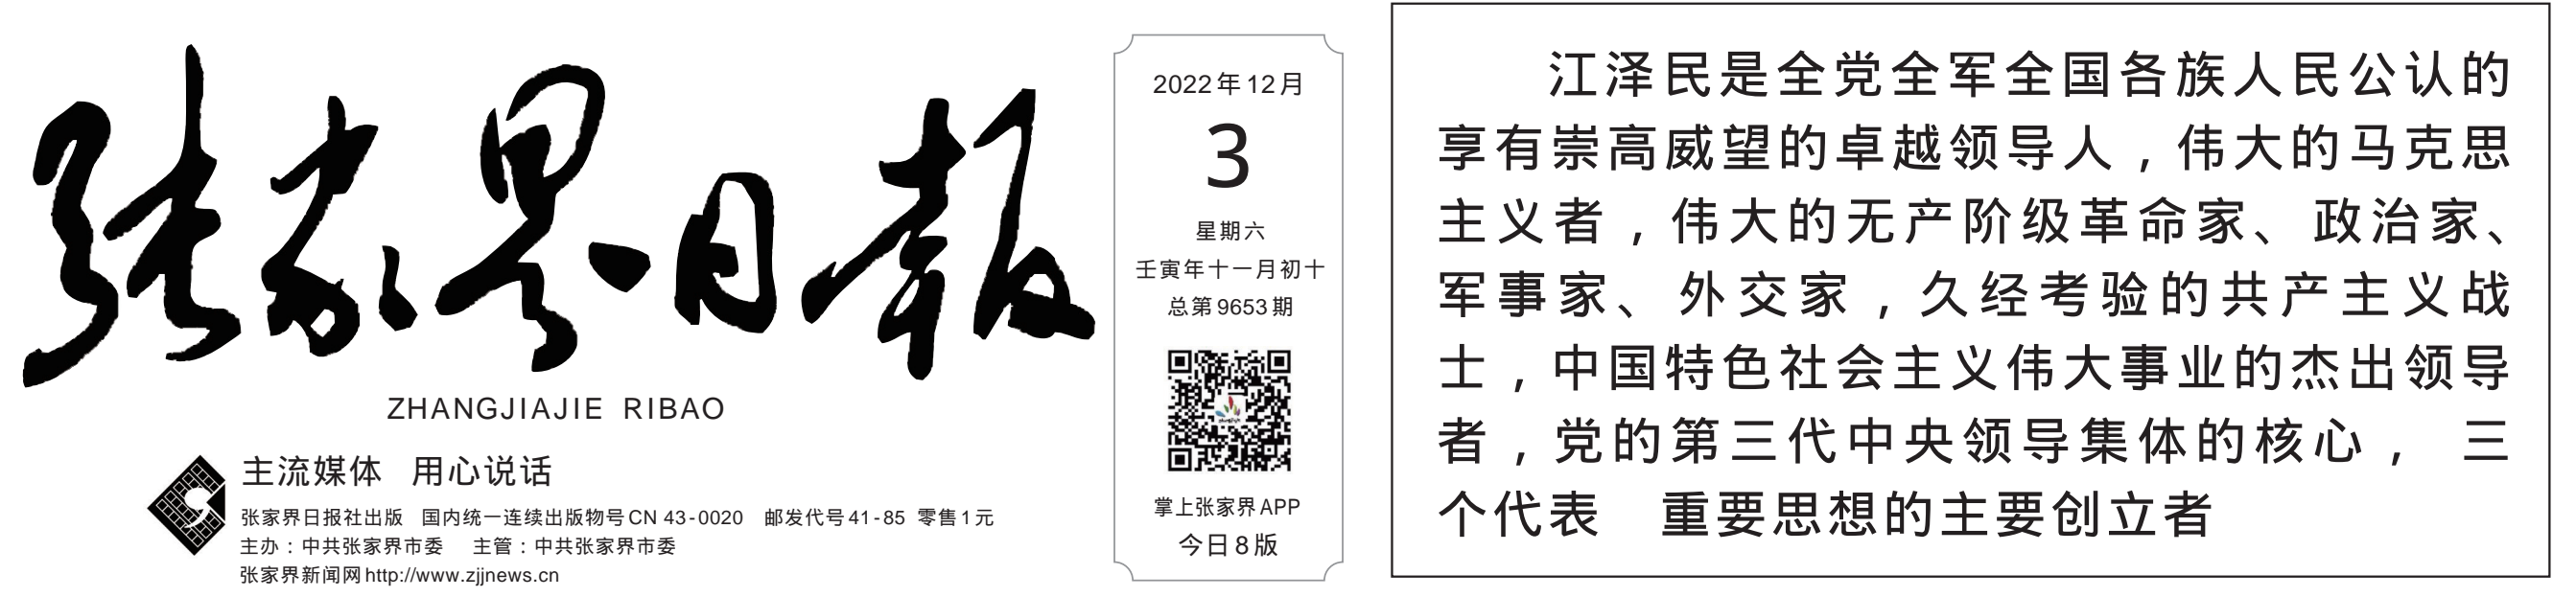 张家界日报
ZHANGJIAJIE RIBAO
主流媒体 用心说话
张家界日报社出版 国内统一连续出版物号CN 43-0020 邮发代号41-85 零售1元
主办：中共张家界市委 主管：中共张家界市委
张家界新闻网http://www.zjjnews.cn
2022年12月
3
星期六
壬寅年十一月初十
总第9653期
掌上张家界APP
今日8版
江泽民是全党全军全国各族人民公认的
享有崇高威望的卓越领导人，伟大的马克思
主义者，伟大的无产阶级革命家、政治家、
军事家、外交家，久经考验的共产主义战
士，中国特色社会主义伟大事业的杰出领导
者，党的第三代中央领导集体的核心， 三
个代表 重要思想的主要创立者